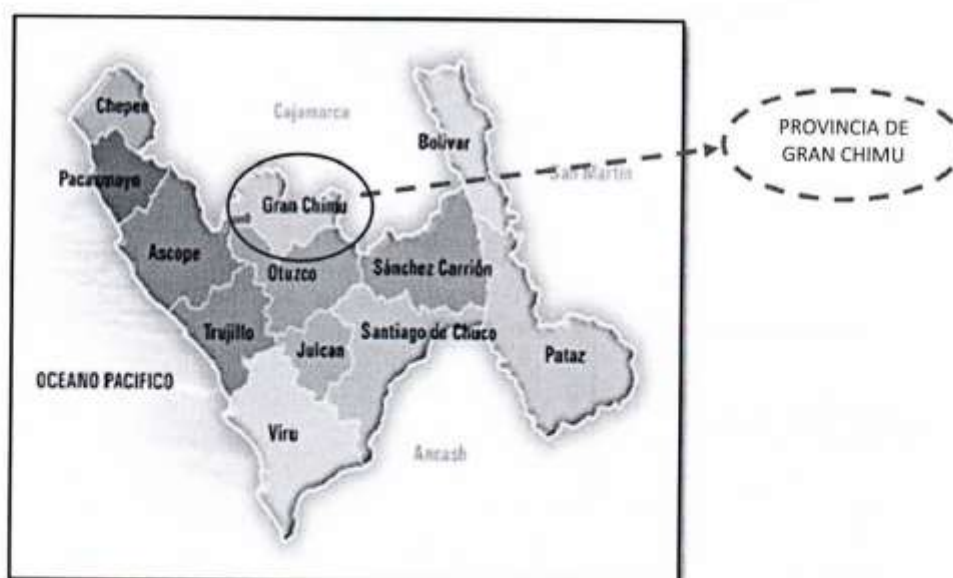 Chepen
Cajamarca
Bolivar
PROVINCIA DE
GRAN CHIMU
Pacasmayo
San Martin
Gran Chimu
Ascope
Otuzco
Sánchez Carrión
Trujillo
Santiago de Chuco
Julcan
Pataz
OCEANO PACIFICO
Viru
Ancash